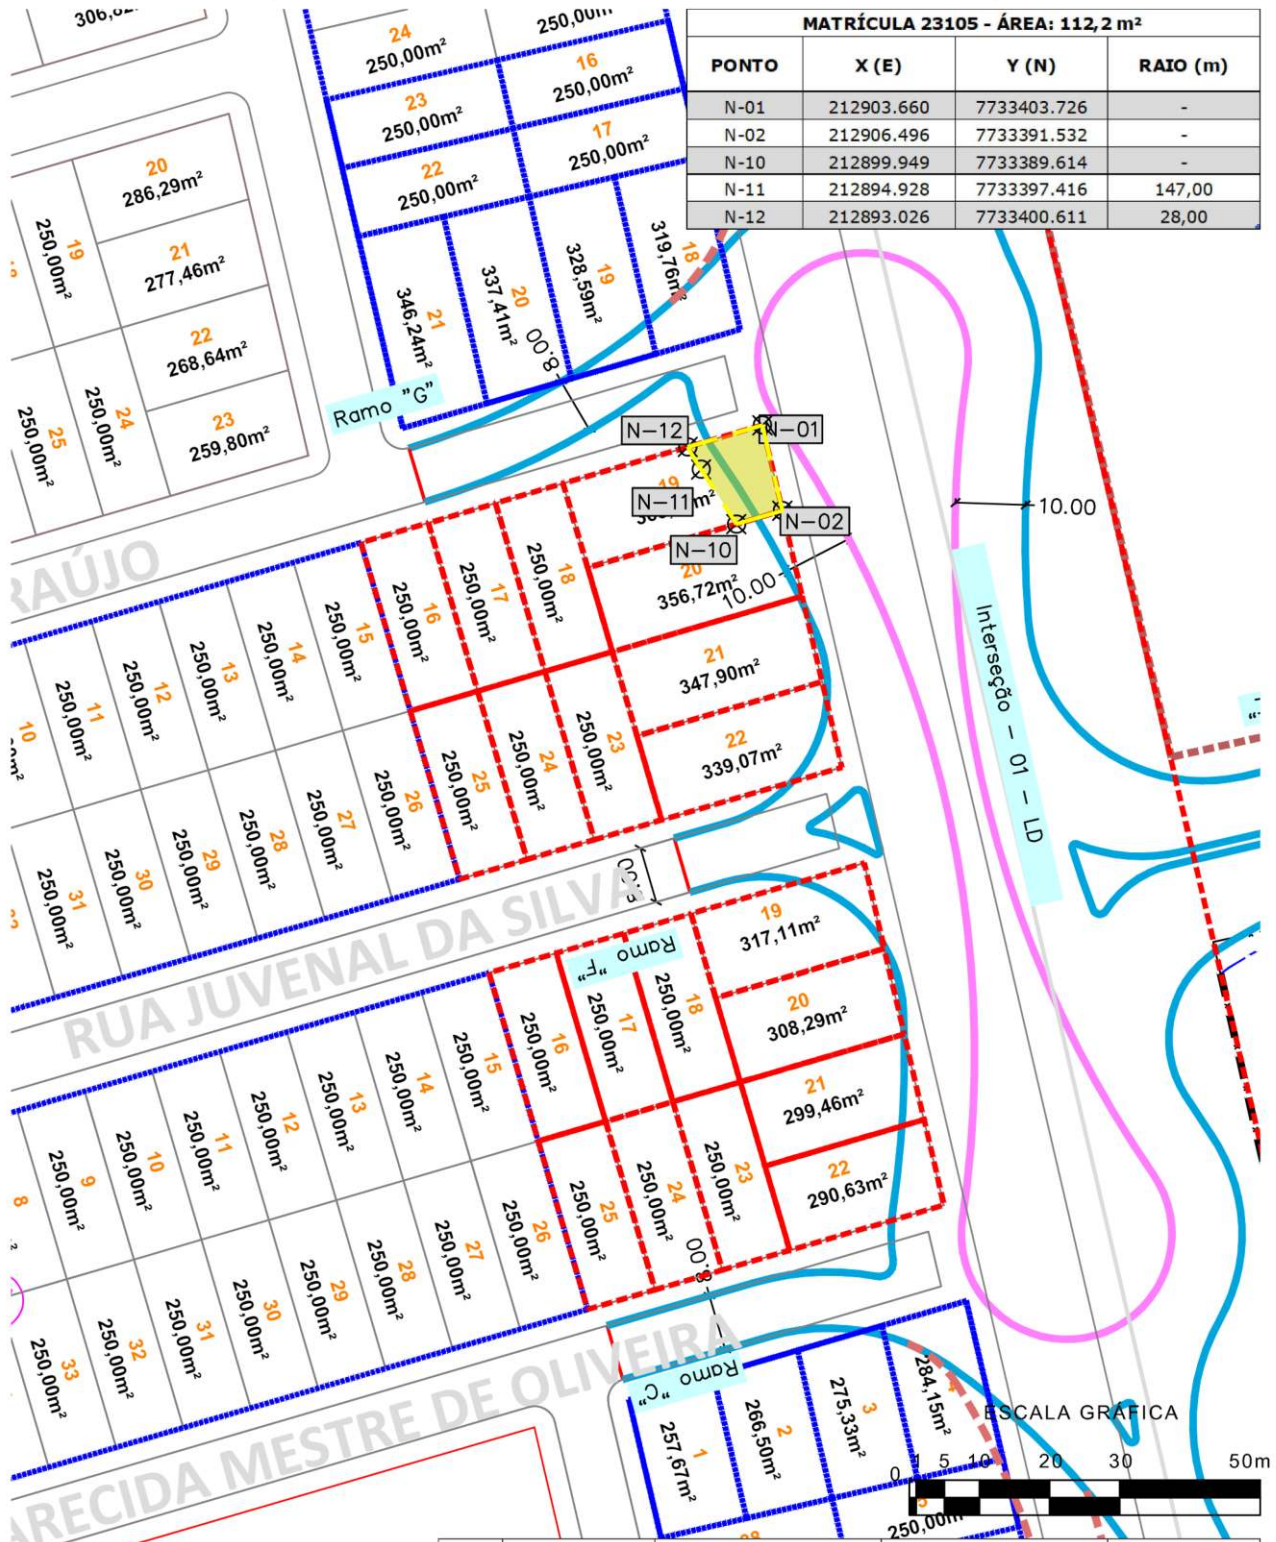 MATRÍCULA 23105 - ÁREA: 112,2 m²
PONTO X (E) Y (N) RAIO (m)
N-01 212903.660 7733403.726 -
N-02 212906.496 7733391.532 -
N-10 212899.949 7733389.614 -
N-11 212894.928 7733397.416 147,00
N-12 212893.026 7733400.611 28,00
24
250,00m²
16
250,00m²
23
250,00m²
17
250,00m²
22
250,00m²
20
286,29m²
19
250,00m²
21
277,46m²
22
268,64m²
23
259,80m²
24
250,00m²
25
250,00m²
21
346,24m²
20
337,41m²
19
328,59m²
18
319,76m²
8.00
Ramo "G"
N-12
N-01
N-11
N-02
N-10
19
20
356,72m²
10.00
10.00
Interseção - 01 - LD
21
347,90m²
22
339,07m²
18
250,00m²
17
250,00m²
16
250,00m²
15
250,00m²
14
250,00m²
13
250,00m²
12
250,00m²
11
250,00m²
10
23
250,00m²
24
250,00m²
25
250,00m²
26
250,00m²
27
250,00m²
28
250,00m²
29
250,00m²
30
250,00m²
31
250,00m²
RUA JUVENAL DA SILVA
Ramo "F"
19
317,11m²
20
308,29m²
21
299,46m²
22
290,63m²
18
250,00m²
17
250,00m²
16
250,00m²
15
250,00m²
14
250,00m²
13
250,00m²
12
250,00m²
11
250,00m²
10
250,00m²
9
250,00m²
8
23
250,00m²
24
250,00m²
25
250,00m²
26
250,00m²
27
250,00m²
28
250,00m²
29
250,00m²
30
250,00m²
31
250,00m²
32
250,00m²
33
250,00m²
8.00
ARECIDA MESTRE DE OLIVEIRA
Ramo "C"
1
257,67m²
2
266,50m²
3
275,33m²
284,15m²
ESCALA GRÁFICA
0 1 5 10 20 30 50m